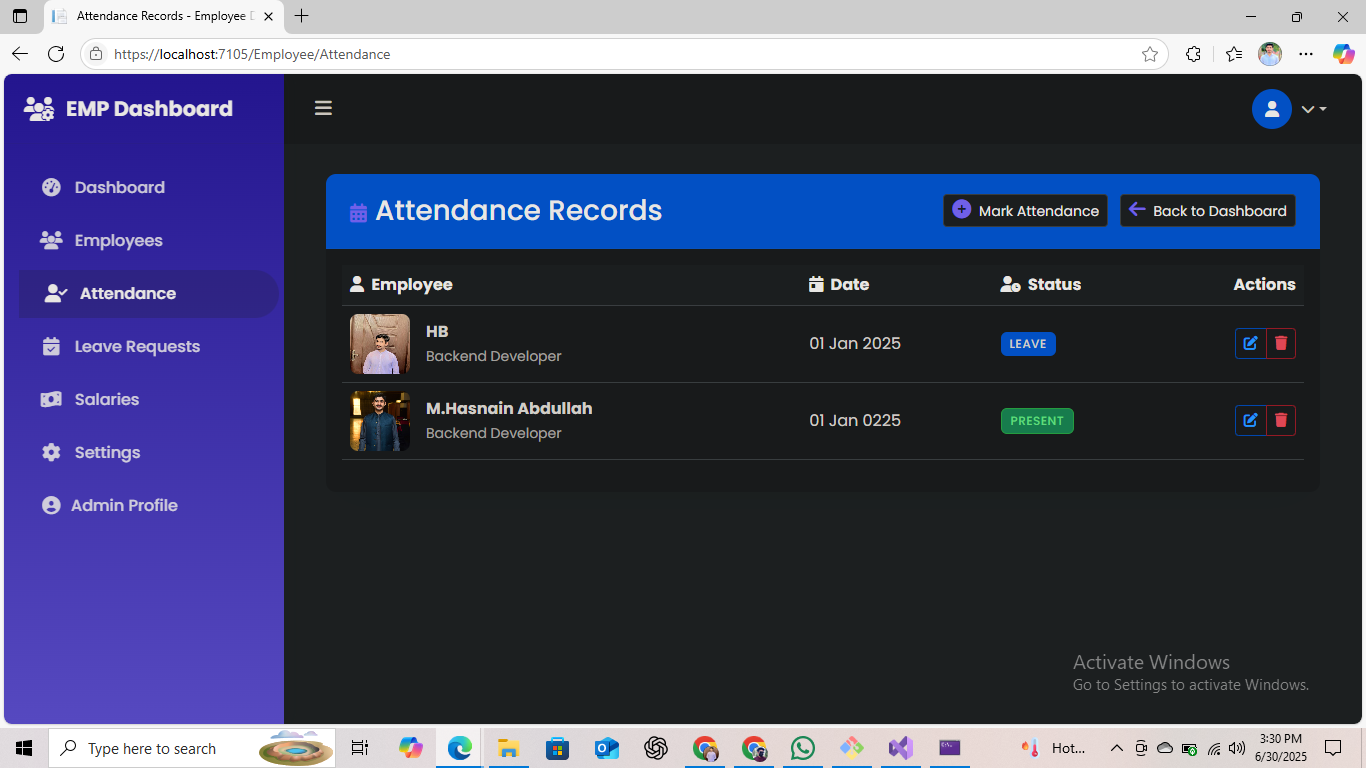 Attendance Records - Employee D
https://localhost:7105/Employee/Attendance
EMP Dashboard
Dashboard
Employees
Attendance
Leave Requests
Salaries
Settings
Admin Profile
Attendance Records
Mark Attendance
Back to Dashboard
Employee Date Status Actions
HB
Backend Developer
01 Jan 2025
LEAVE
M.Hasnain Abdullah
Backend Developer
01 Jan 0225
PRESENT
Activate Windows
Go to Settings to activate Windows.
Type here to search
Hot...
3:30 PM
6/30/2025